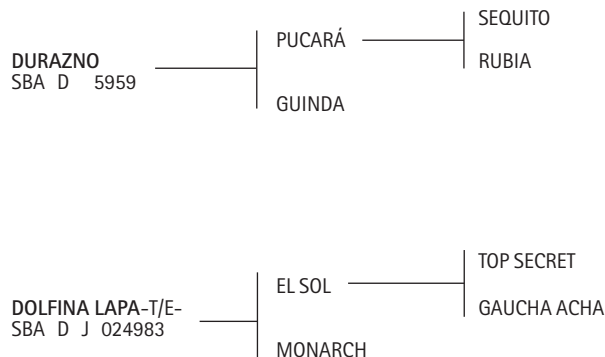 SEQUITO
PUCARÁ
DURAZNO
RUBIA
SBA D 5959
GUINDA
TOP SECRET
EL SOL
DOLFINA LAPA-T/E-
GAUCHA ACHA
SBA D J 024983
MONARCH